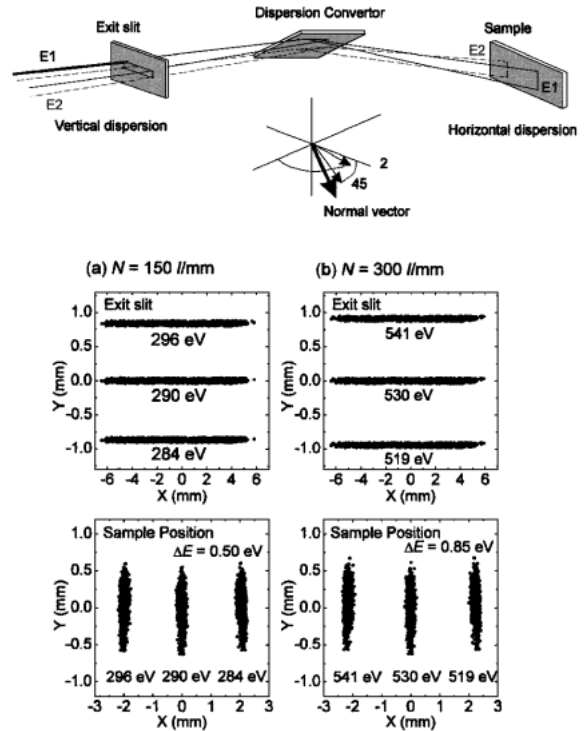 Dispersion Convertor
Exit slit
Sample
E1
E2
E2
E1
Vertical dispersion
Horizontal dispersion
2
45
Normal vector
(a) N = 150 l/mm
(b) N = 300 l/mm
Exit slit
296 eV
290 eV
284 eV
Y (mm)
1.0
0.5
0.0
-0.5
-1.0
-6 -4 -2 0 2 4 6
X (mm)
Exit slit
541 eV
530 eV
519 eV
Y (mm)
1.0
0.5
0.0
-0.5
-1.0
-6 -4 -2 0 2 4 6
X (mm)
Sample Position
ΔE = 0.50 eV
296 eV 290 eV 284 eV
Y (mm)
1.0
0.5
0.0
-0.5
-1.0
-3 -2 -1 0 1 2 3
X (mm)
Sample Position
ΔE = 0.85 eV
541 eV 530 eV 519 eV
Y (mm)
1.0
0.5
0.0
-0.5
-1.0
-3 -2 -1 0 1 2 3
X (mm)